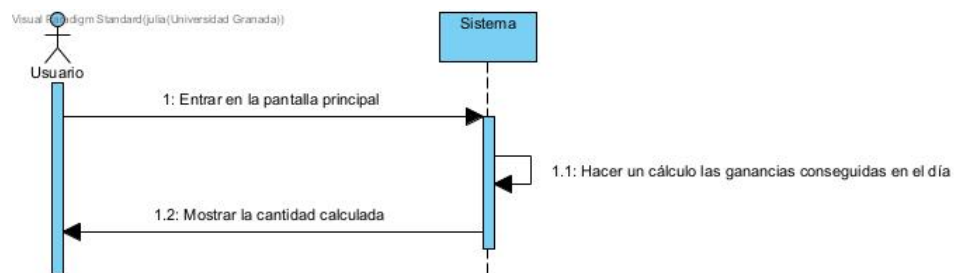 Visual Paradigm Standard(julia(Universidad Granada))
Sistema
Usuario
1: Entrar en la pantalla principal
1.1: Hacer un cálculo las ganancias conseguidas en el día
1.2: Mostrar la cantidad calculada